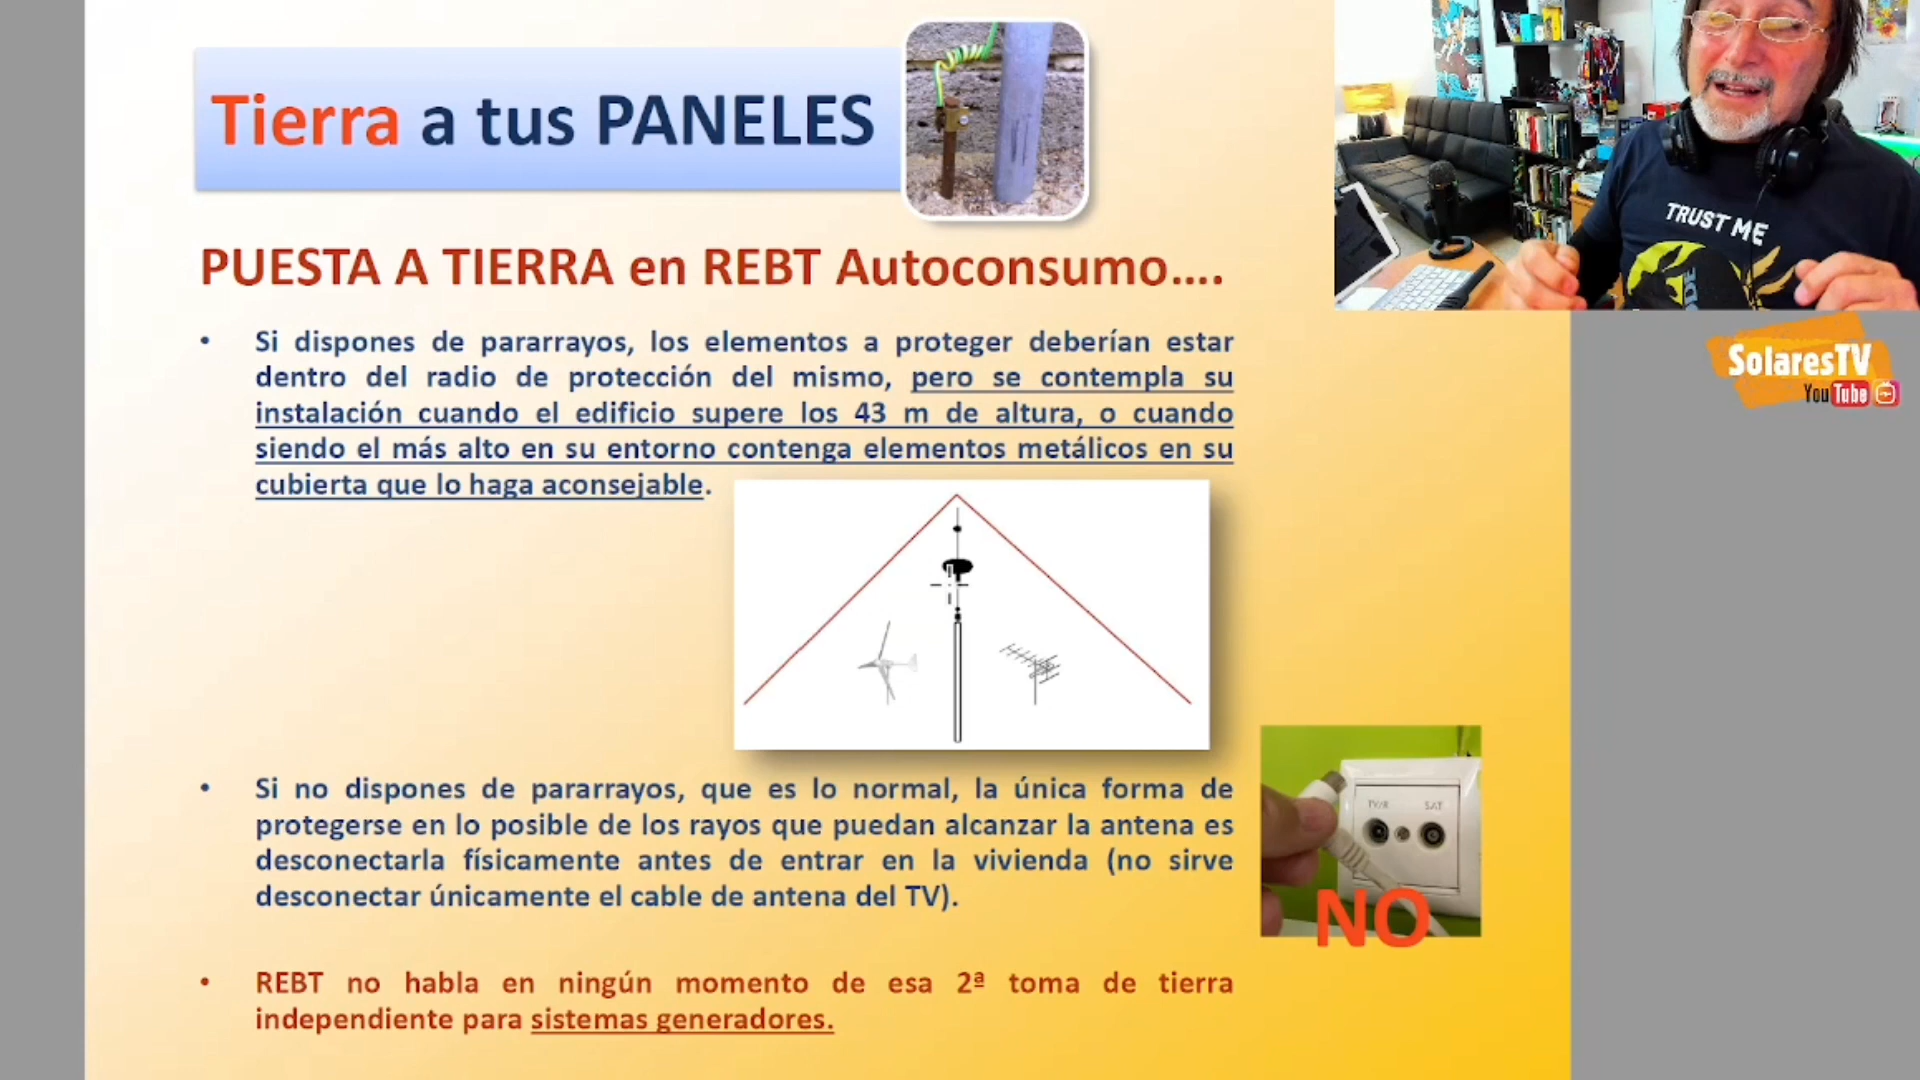 Tierra a tus PANELES
PUESTA A TIERRA en REBT Autoconsumo....
• Si dispones de pararrayos, los elementos a proteger deberían estar
dentro del radio de protección del mismo, pero se contempla su
instalación cuando el edificio supere los 43 m de altura, o cuando
siendo el más alto en su entorno contenga elementos metálicos en su
cubierta que lo haga aconsejable.
• Si no dispones de pararrayos, que es lo normal, la única forma de
protegerse en lo posible de los rayos que puedan alcanzar la antena es
desconectarla físicamente antes de entrar en la vivienda (no sirve
desconectar únicamente el cable de antena del TV).
• REBT no habla en ningún momento de esa 2ª toma de tierra
independiente para sistemas generadores.
TV/R SAT
NO
TRUST ME
SolaresTV
YouTube